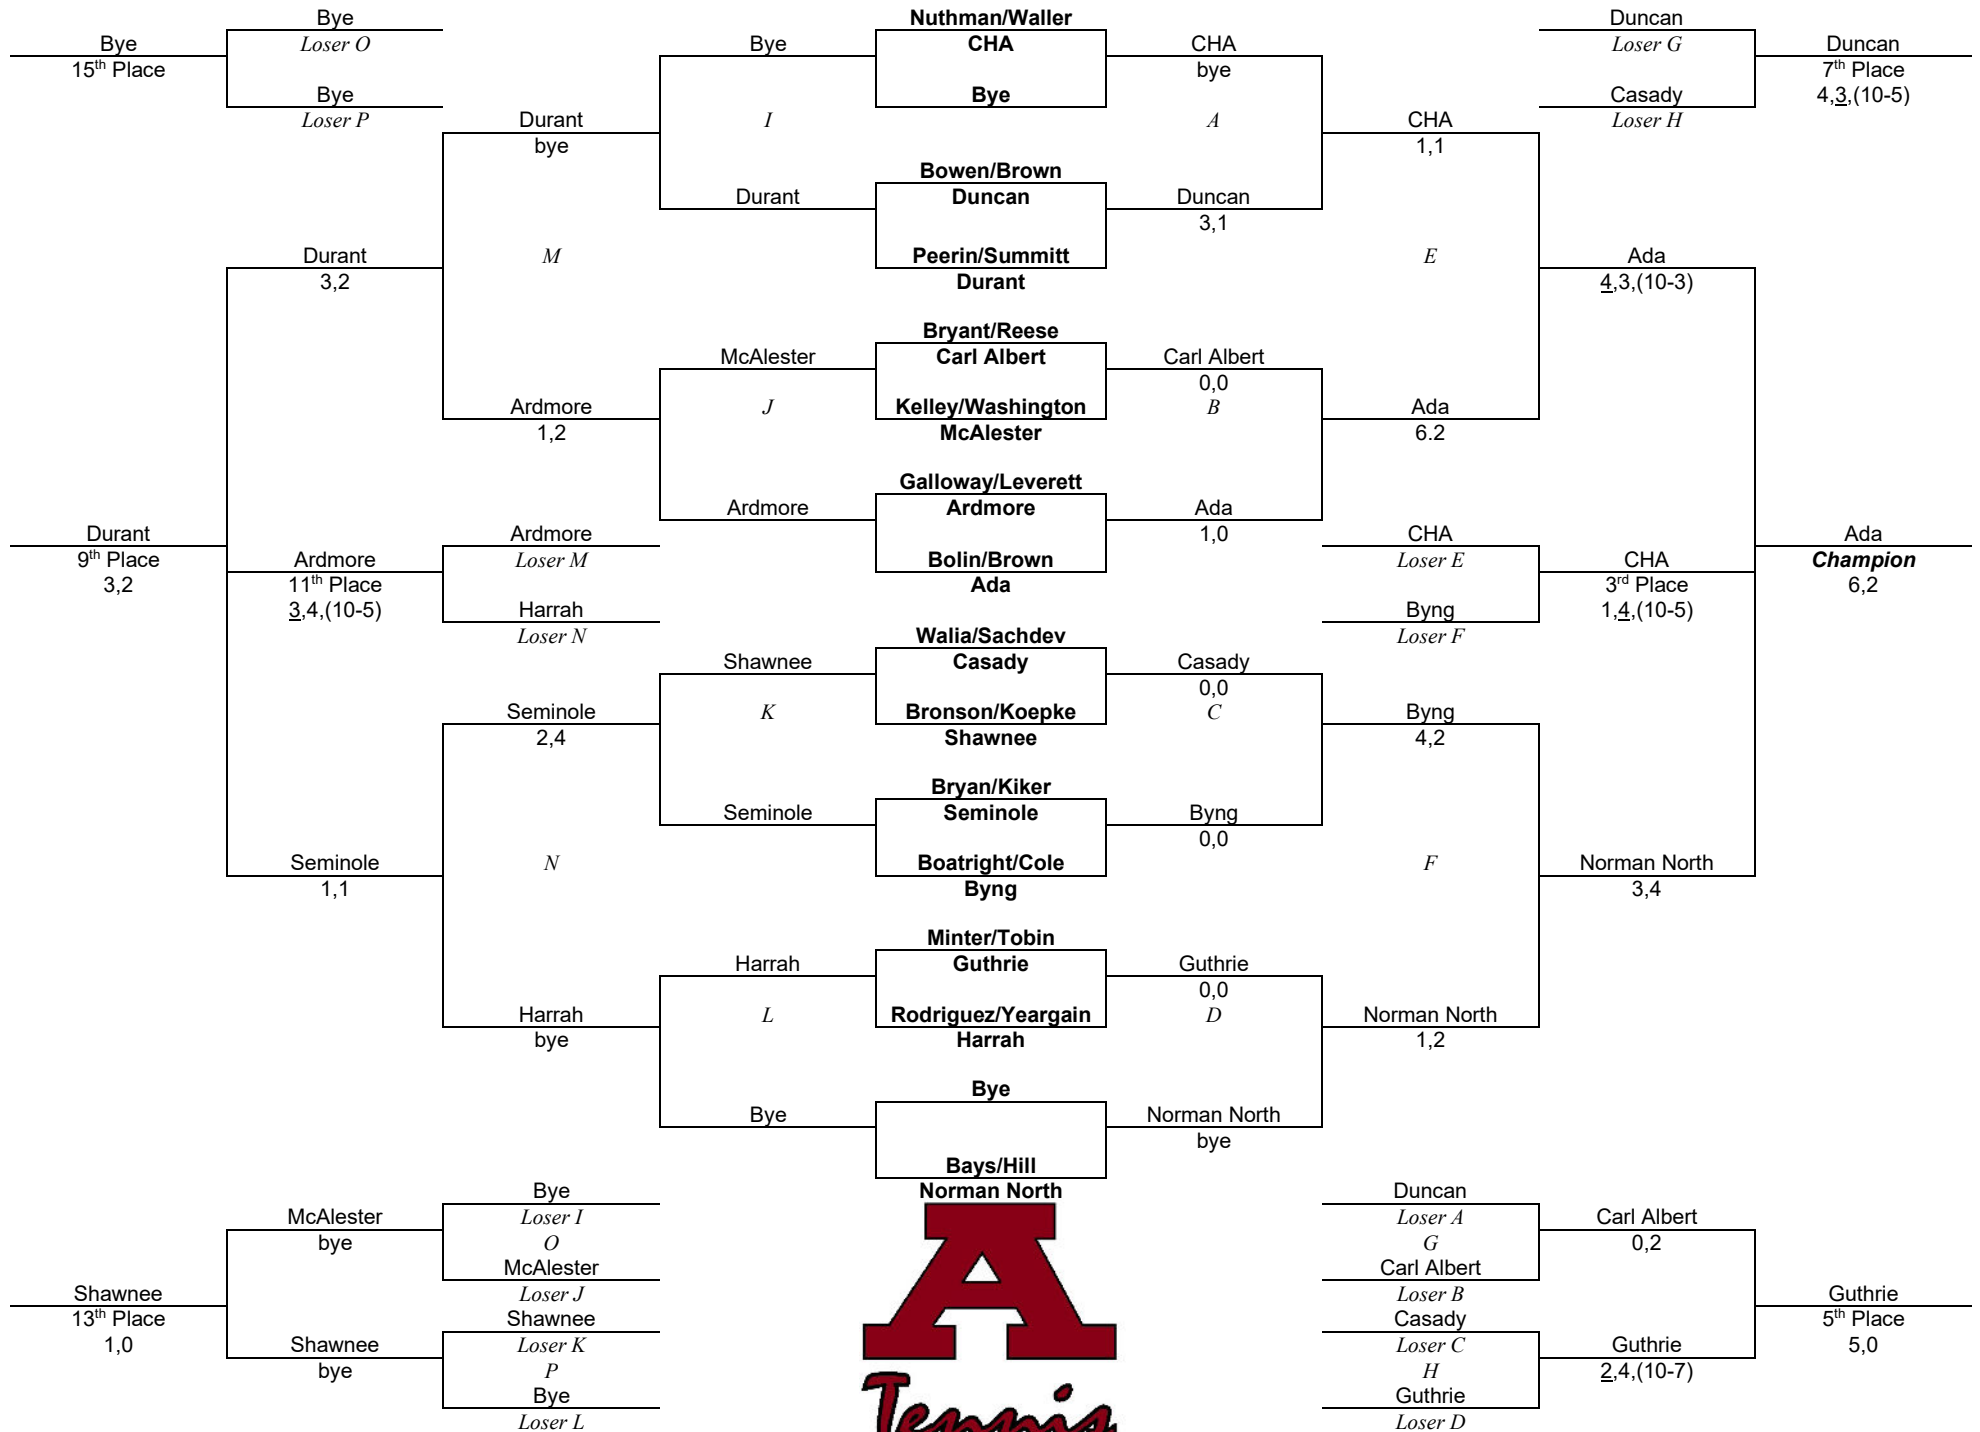 Bye
Loser O
Bye
15th Place
Bye
Loser P
Durant
bye
Bye
I
Durant
M
Durant
3,2
Ardmore
1,2
McAlester
J
Ardmore
Durant
9th Place
3,2
Ardmore
11th Place
3,4,(10-5)
Ardmore
Loser M
Harrah
Loser N
Shawnee
K
Seminole
2,4
Seminole
N
Seminole
1,1
Harrah
L
Harrah
bye
Bye
Bye
Loser I
O
McAlester
Loser J
McAlester
bye
Shawnee
13th Place
1,0
Shawnee
bye
Shawnee
Loser K
P
Bye
Loser L
Nuthman/Waller
CHA
Bye
Bowen/Brown
Duncan
Peerin/Summitt
Durant
Bryant/Reese
Carl Albert
Kelley/Washington
McAlester
Galloway/Leverett
Ardmore
Bolin/Brown
Ada
Walia/Sachdev
Casady
Bronson/Koepke
Shawnee
Bryan/Kiker
Seminole
Boatright/Cole
Byng
Minter/Tobin
Guthrie
Rodriguez/Yeargain
Harrah
Bye
Bays/Hill
Norman North
A
Tennis
CHA
bye
A
Duncan
3,1
CHA
1,1
E
Carl Albert
0,0
B
Ada
1,0
Ada
6.2
Ada
4,3,(10-3)
Duncan
Loser G
Casady
Loser H
Duncan
7th Place
4,3,(10-5)
CHA
Loser E
Byng
Loser F
CHA
3rd Place
1,4,(10-5)
Ada
Champion
6,2
Casady
0,0
C
Byng
0,0
Byng
4,2
F
Norman North
3,4
Guthrie
0,0
D
Norman North
bye
Norman North
1,2
Duncan
Loser A
G
Carl Albert
Loser B
Carl Albert
0,2
Casady
Loser C
H
Guthrie
Loser D
Guthrie
2,4,(10-7)
Guthrie
5th Place
5,0